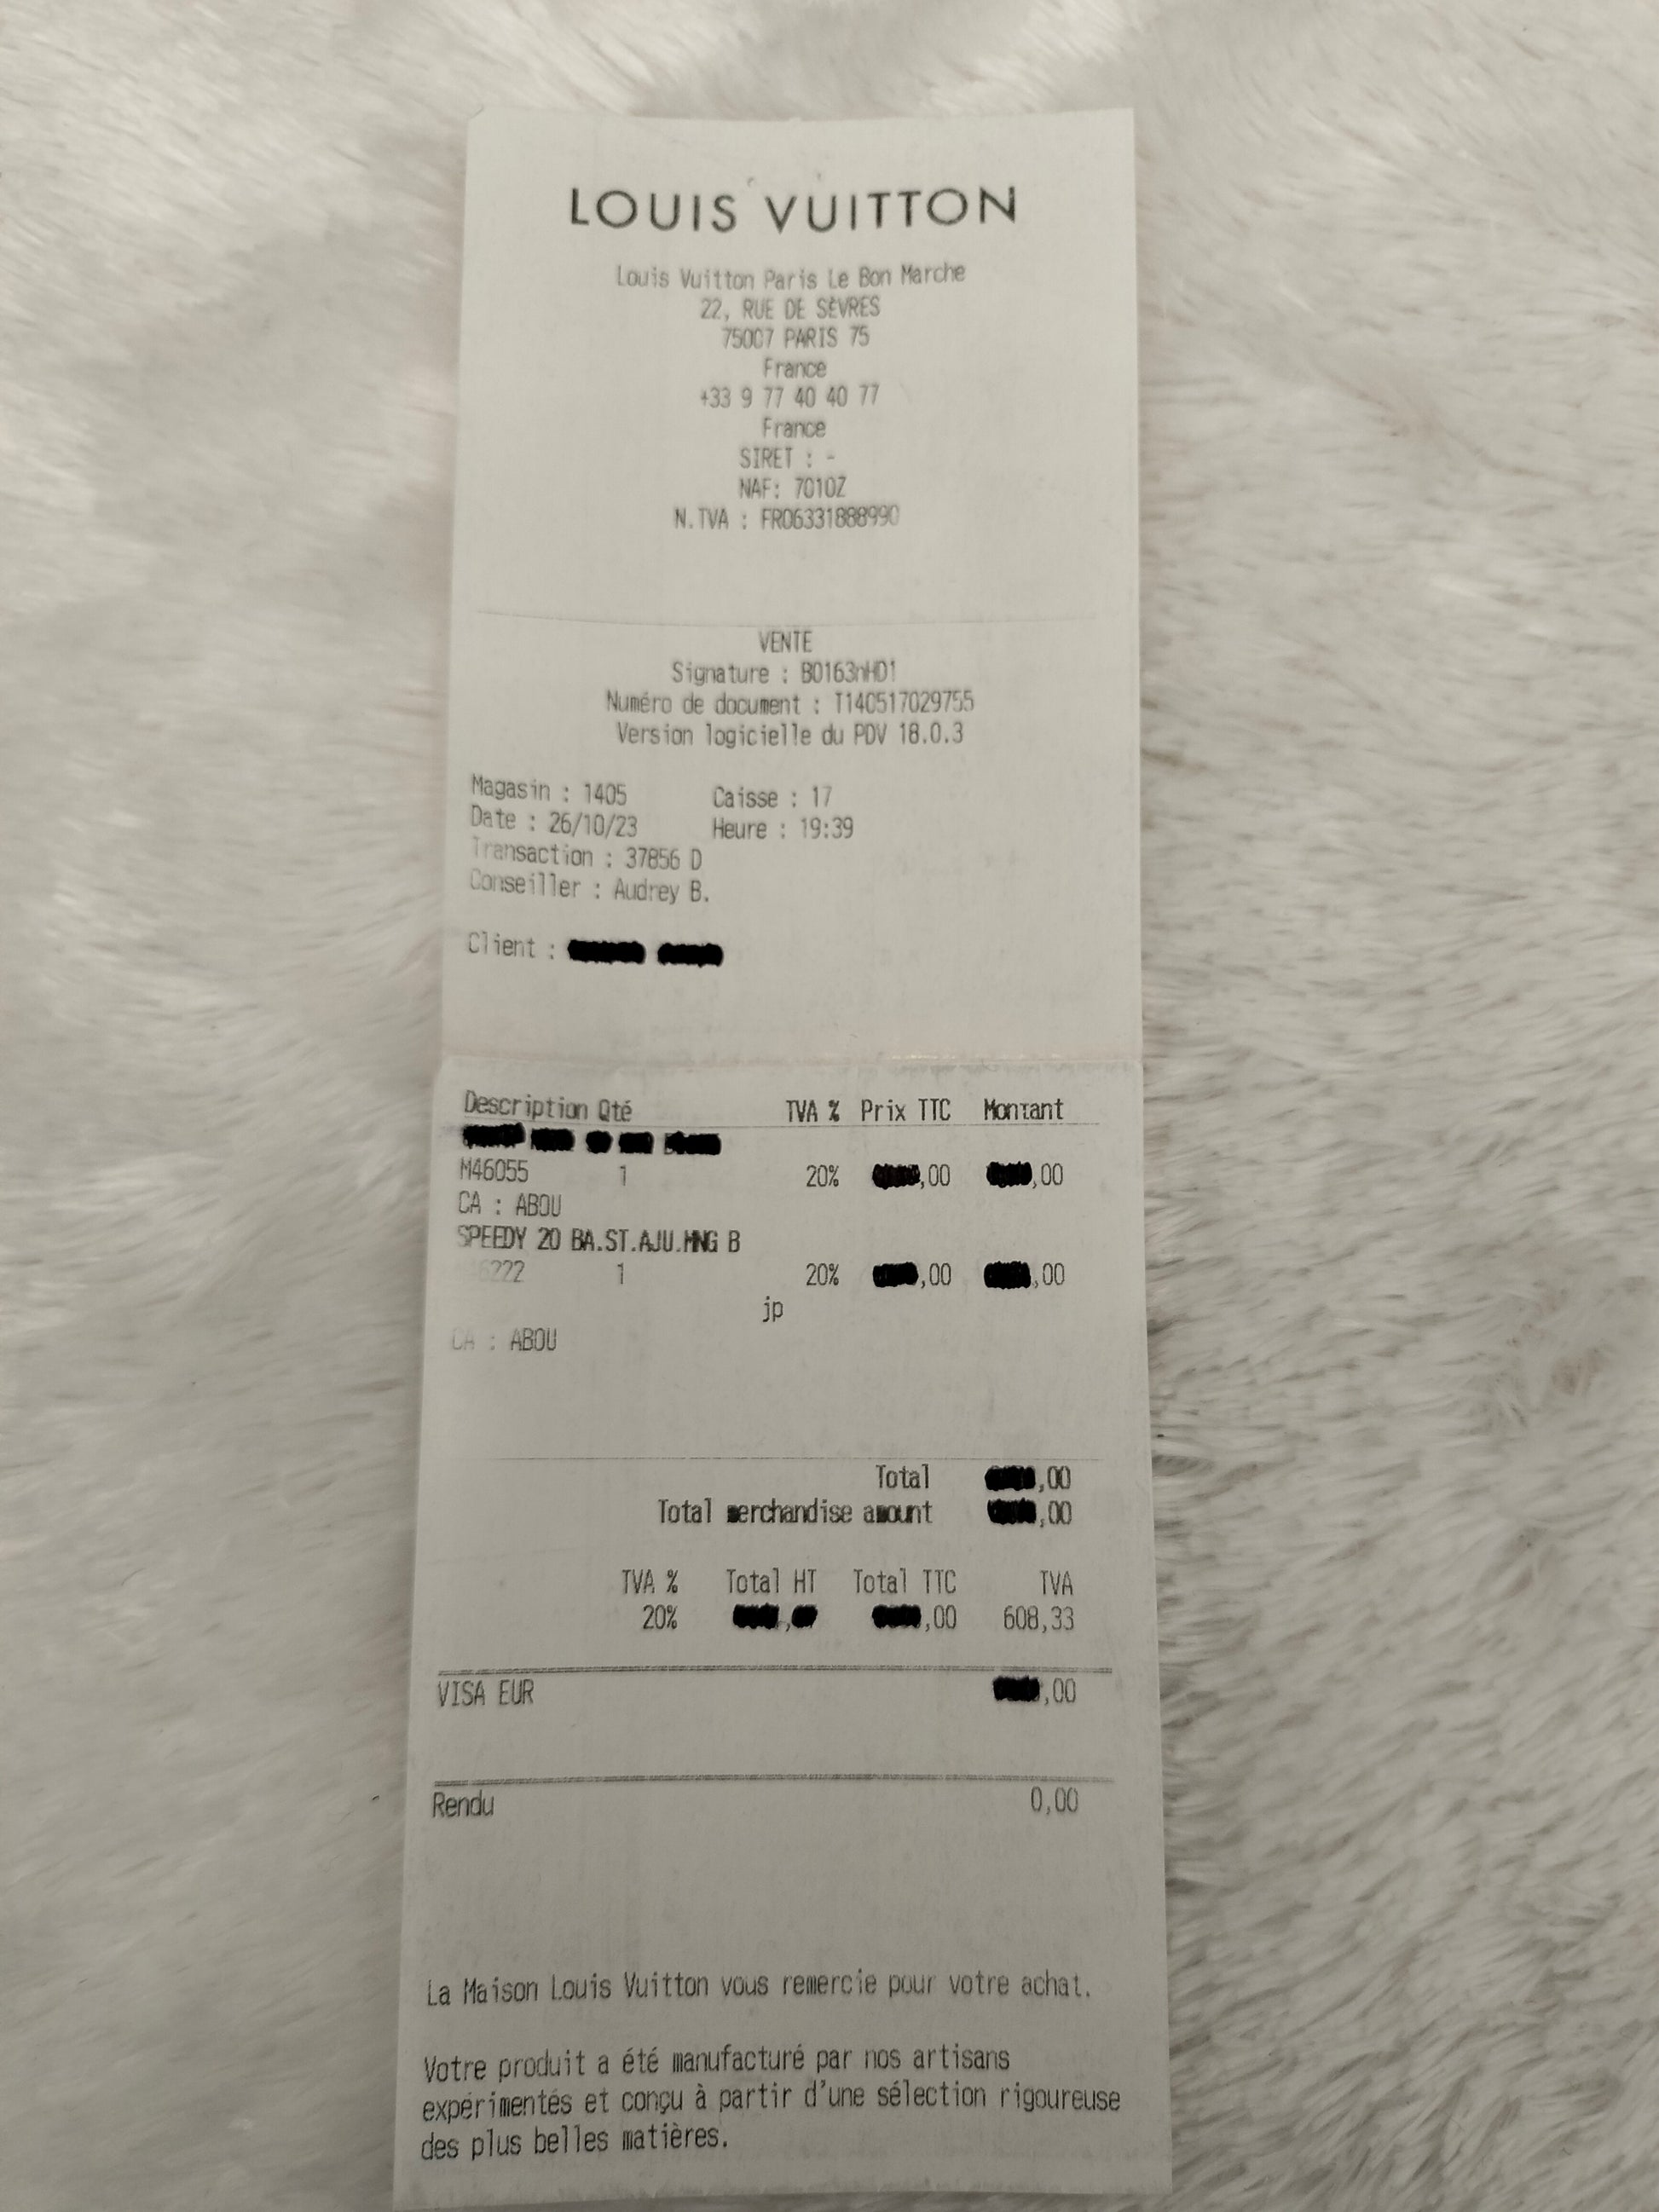 LOUIS VUITTON
Louis Vuitton Paris Le Bon Marche
22, RUE DE SÈVRES
75007 PARIS 75
France
+33 9 77 40 40 77
France
SIRET : -
NAF: 7010Z
N.TVA : FR06331888990
VENTE
Signature : B0163nHD1
Numéro de document : T140517029755
Version logicielle du PDV 18.0.3
Magasin : 1405 Caisse : 17
Date : 26/10/23 Heure : 19:39
Transaction : 37856 D
Conseiller : Audrey B.
Client :
Description Qté TVA % Prix TTC Montant
M46055 1 20% ,00 ,00
CA : ABOU
SPEEDY 20 BA.ST.AJU.MNG B
6222 1 20% ,00 ,00
jp
CA : ABOU
Total ,00
Total merchandise amount ,00
TVA % Total HT Total TTC TVA
20% , ,00 608,33
VISA EUR ,00
Rendu 0,00
La Maison Louis Vuitton vous remercie pour votre achat.
Votre produit a été manufacturé par nos artisans
expérimentés et conçu à partir d'une sélection rigoureuse
des plus belles matières.